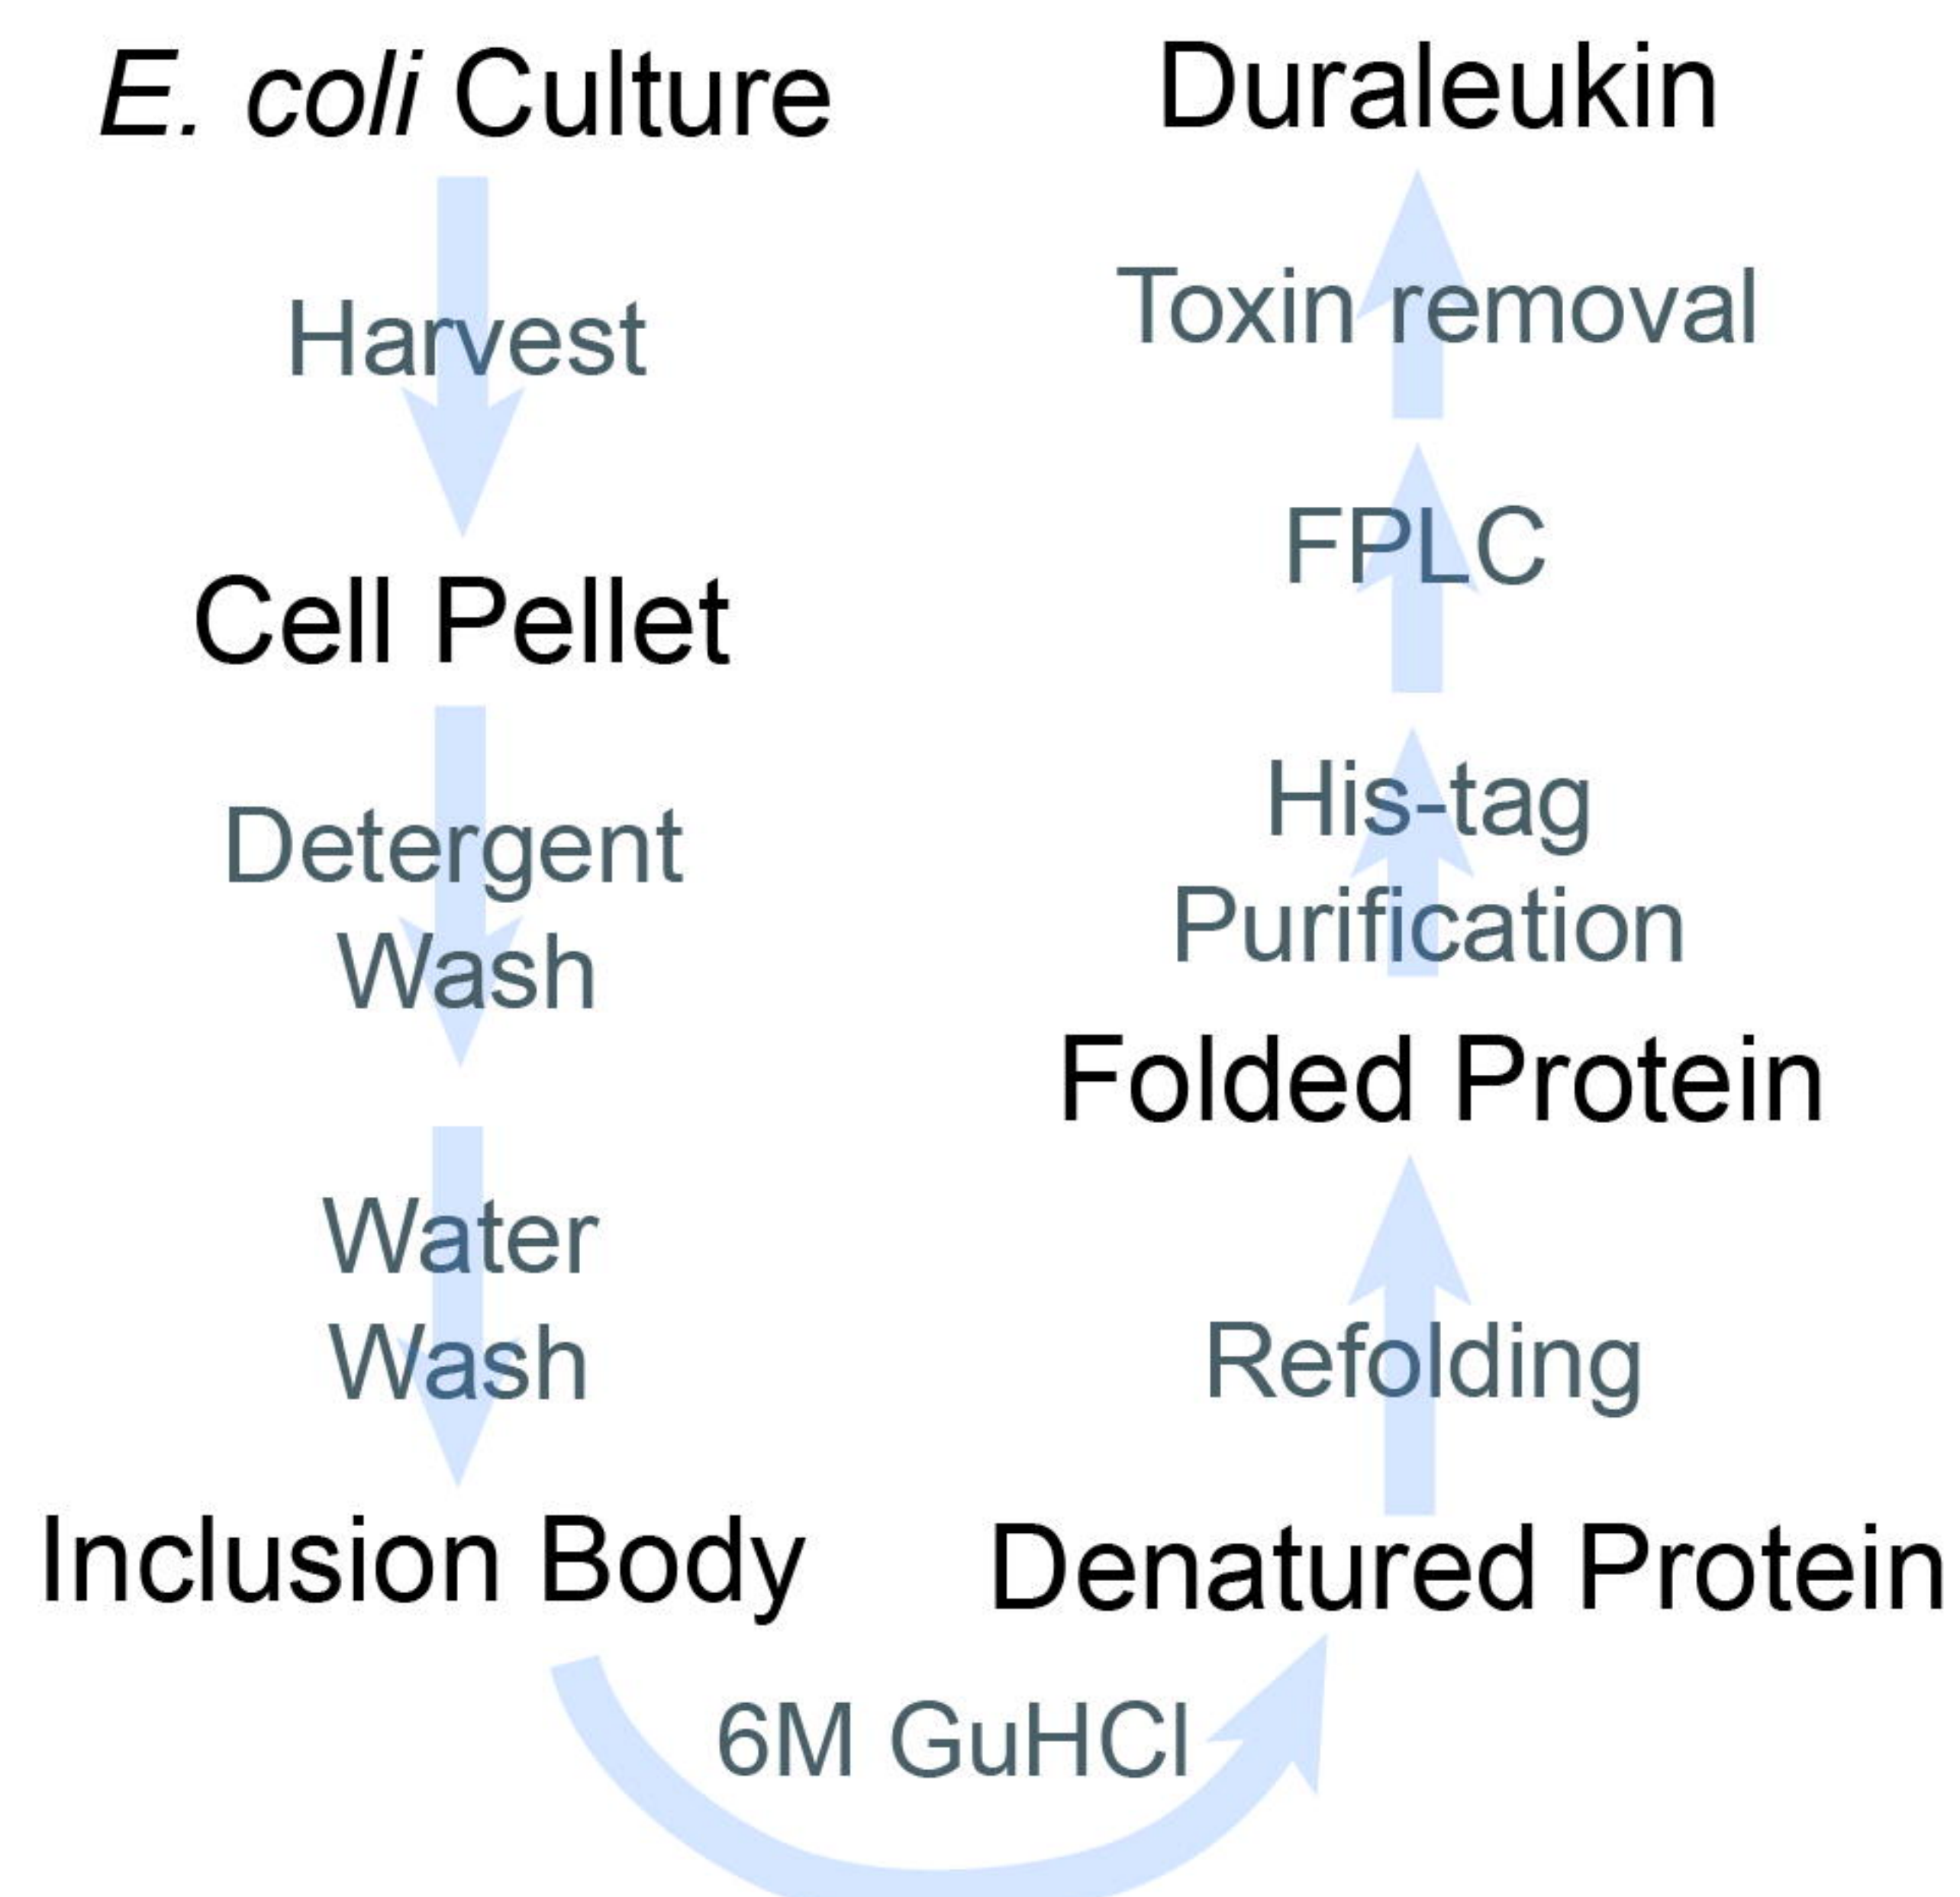 E. coli Culture
Harvest
Cell Pellet
Detergent
Wash
Water
Wash
Inclusion Body
6M GuHCl
Denatured Protein
Refolding
Folded Protein
His-tag
Purification
FPLC
Toxin removal
Duraleukin